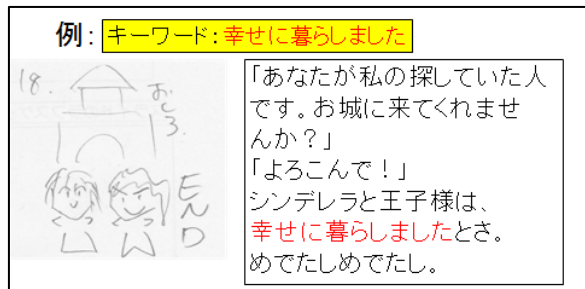 例：キーワード：幸せに暮らしました
18.
おしろ
END
「あなたが私の探していた人
です。お城に来てくれませ
んか？」
「よろこんで！」
シンデレラと王子様は、
幸せに暮らしましたとさ。
めでたしめでたし。